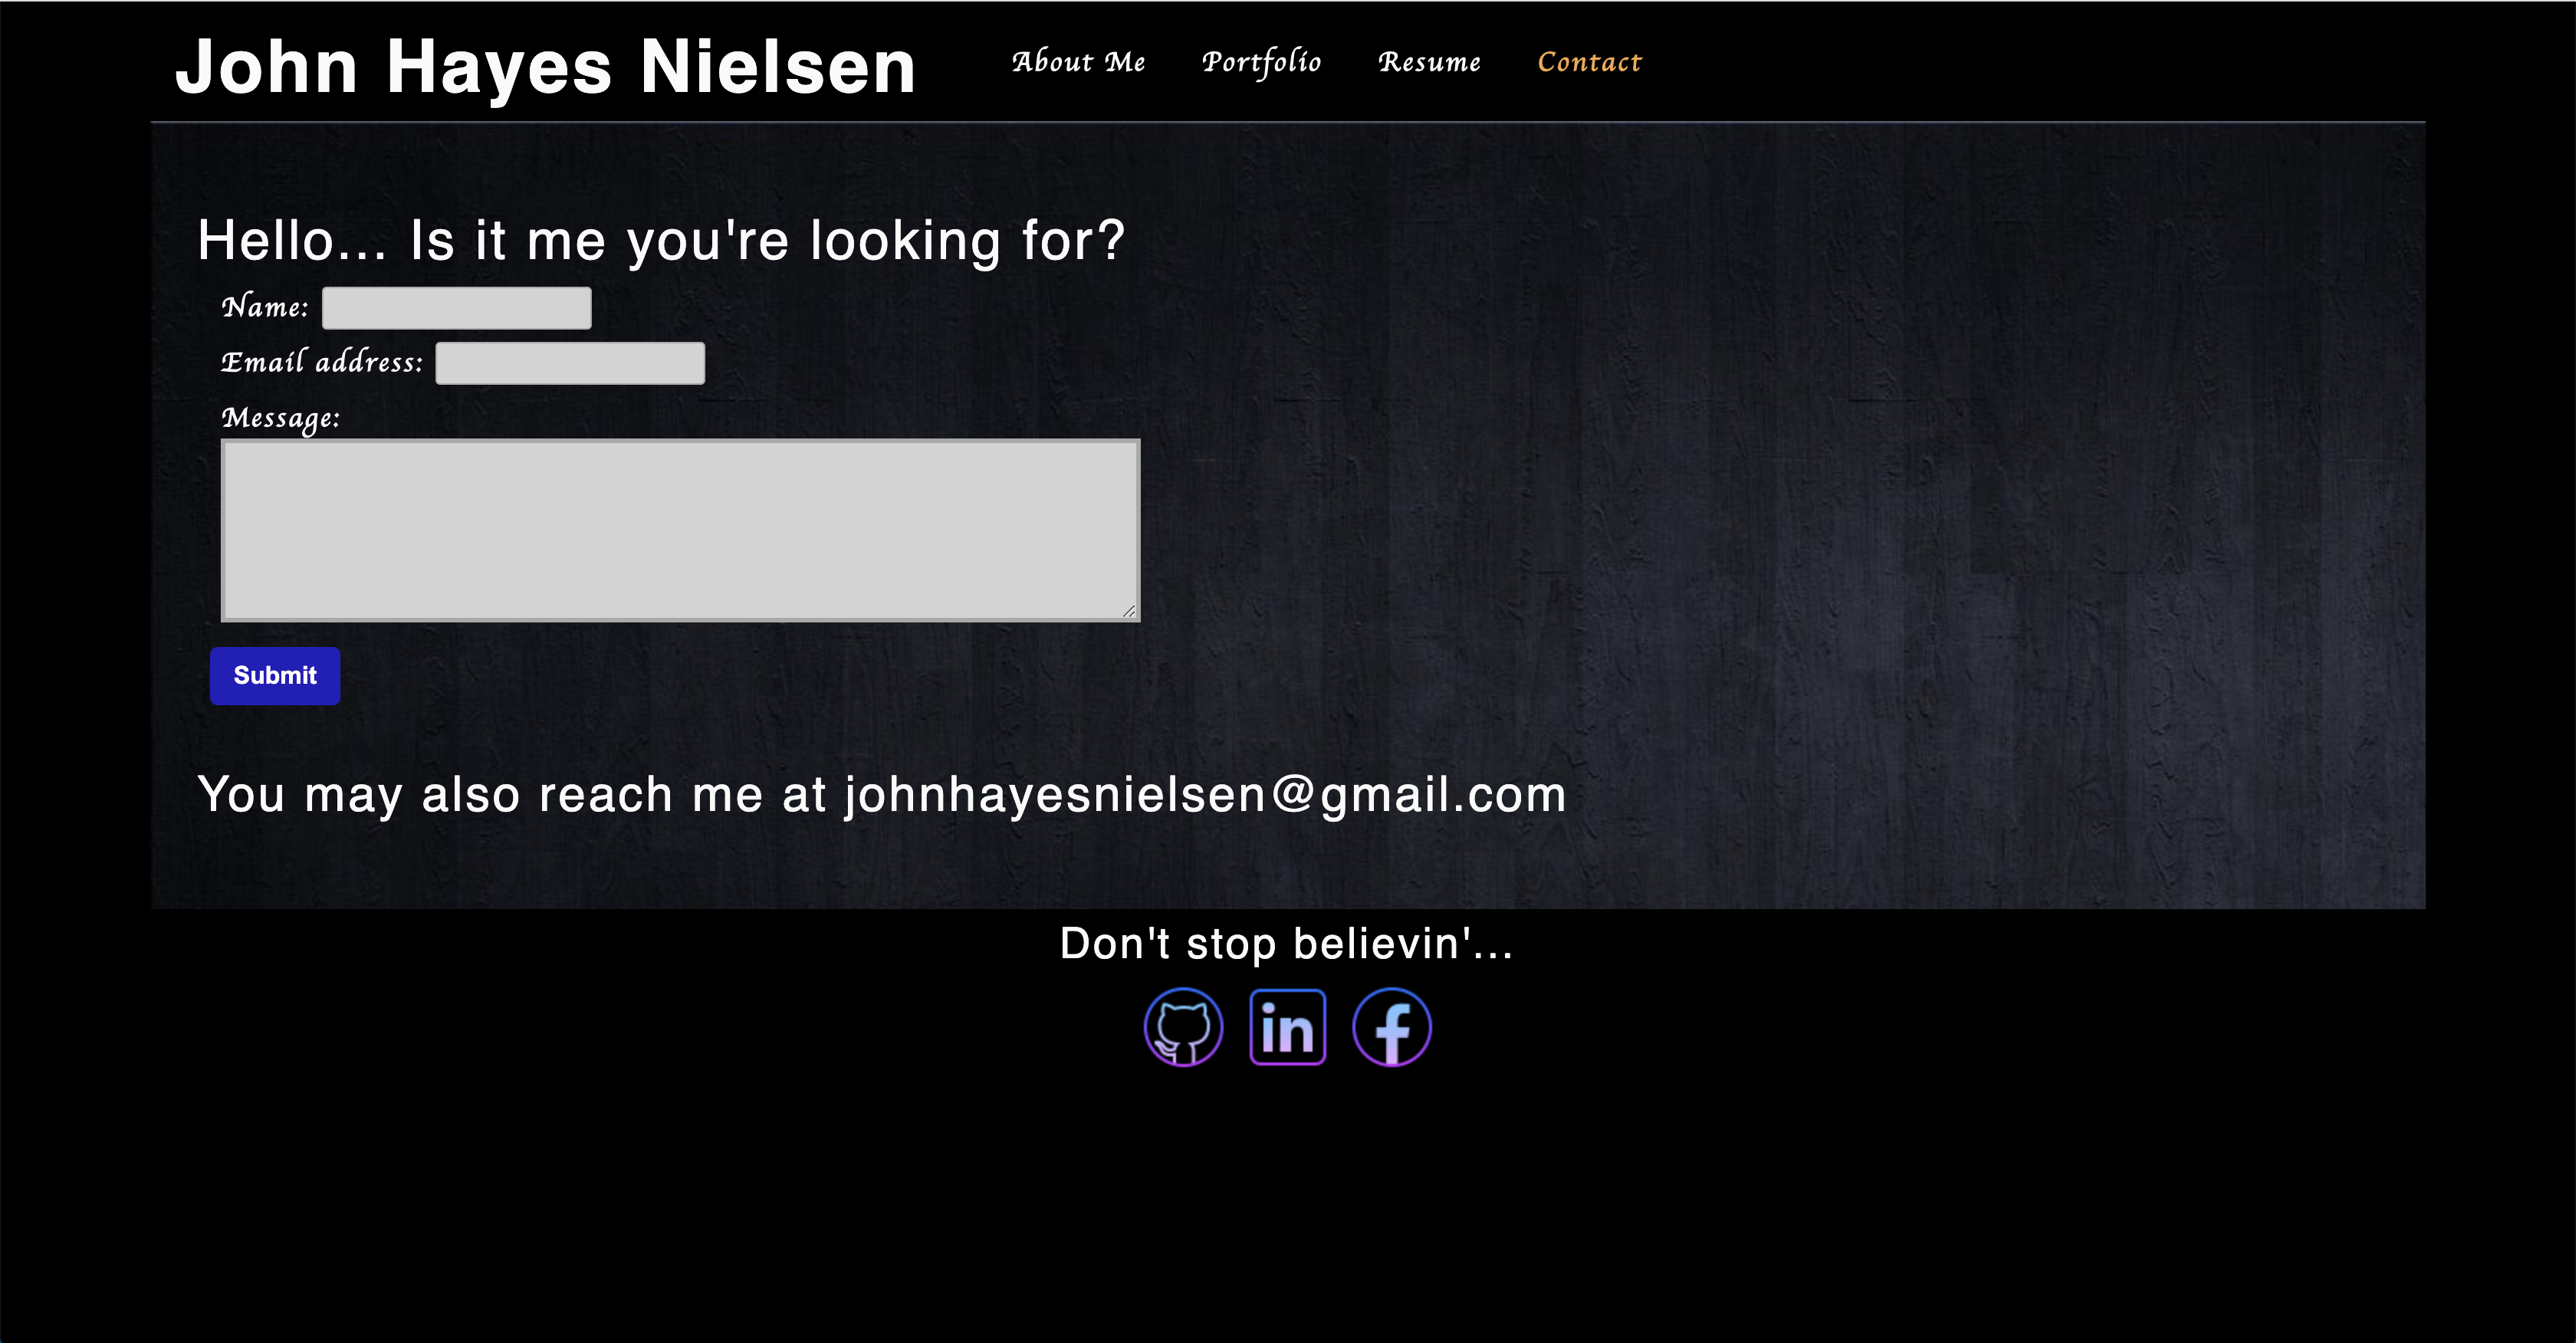 John Hayes Nielsen About Me Portfolio Resume Contact
Hello... Is it me you're looking for?
Name:
Email address:
Message:
Submit
You may also reach me at johnhayesnielsen@gmail.com
Don't stop believin'...
in f